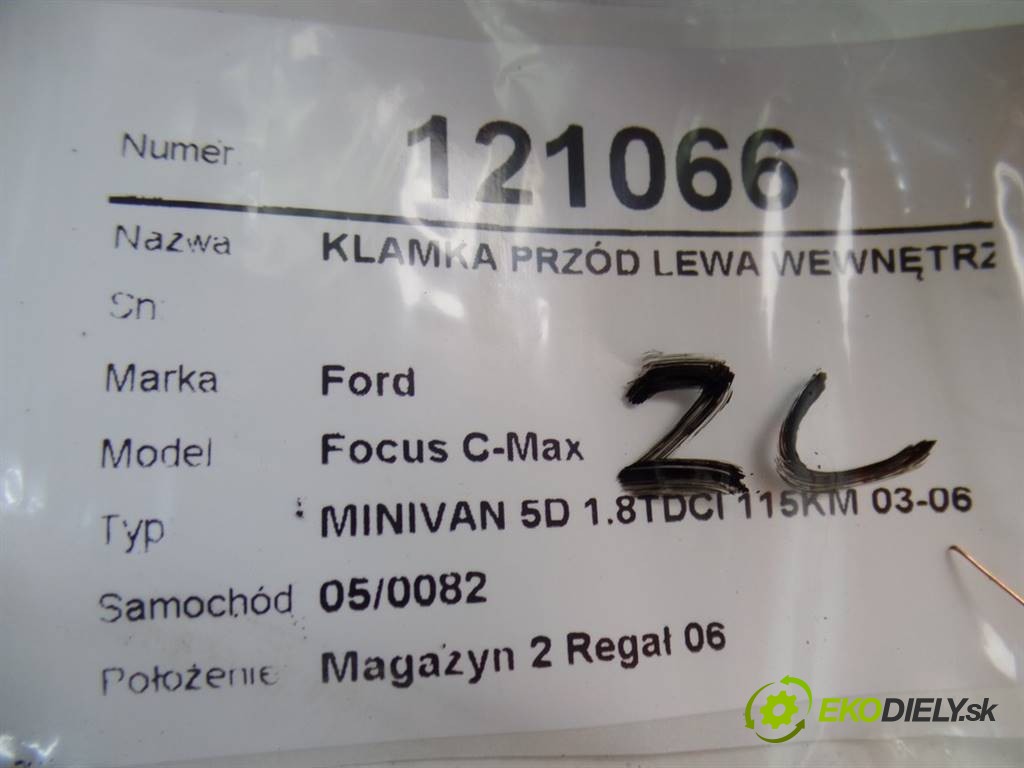 Numer 121066
Nazwa KLAMKA PRZÓD LEWA WEWNĘTRZ
Sn
Marka Ford
Model Focus C-Max
ZL
Typ MINIVAN 5D 1.8TDCI 115KM 03-06
Samochód 05/0082
Położenie Magazyn 2 Regał 06
EKODIELY.sk